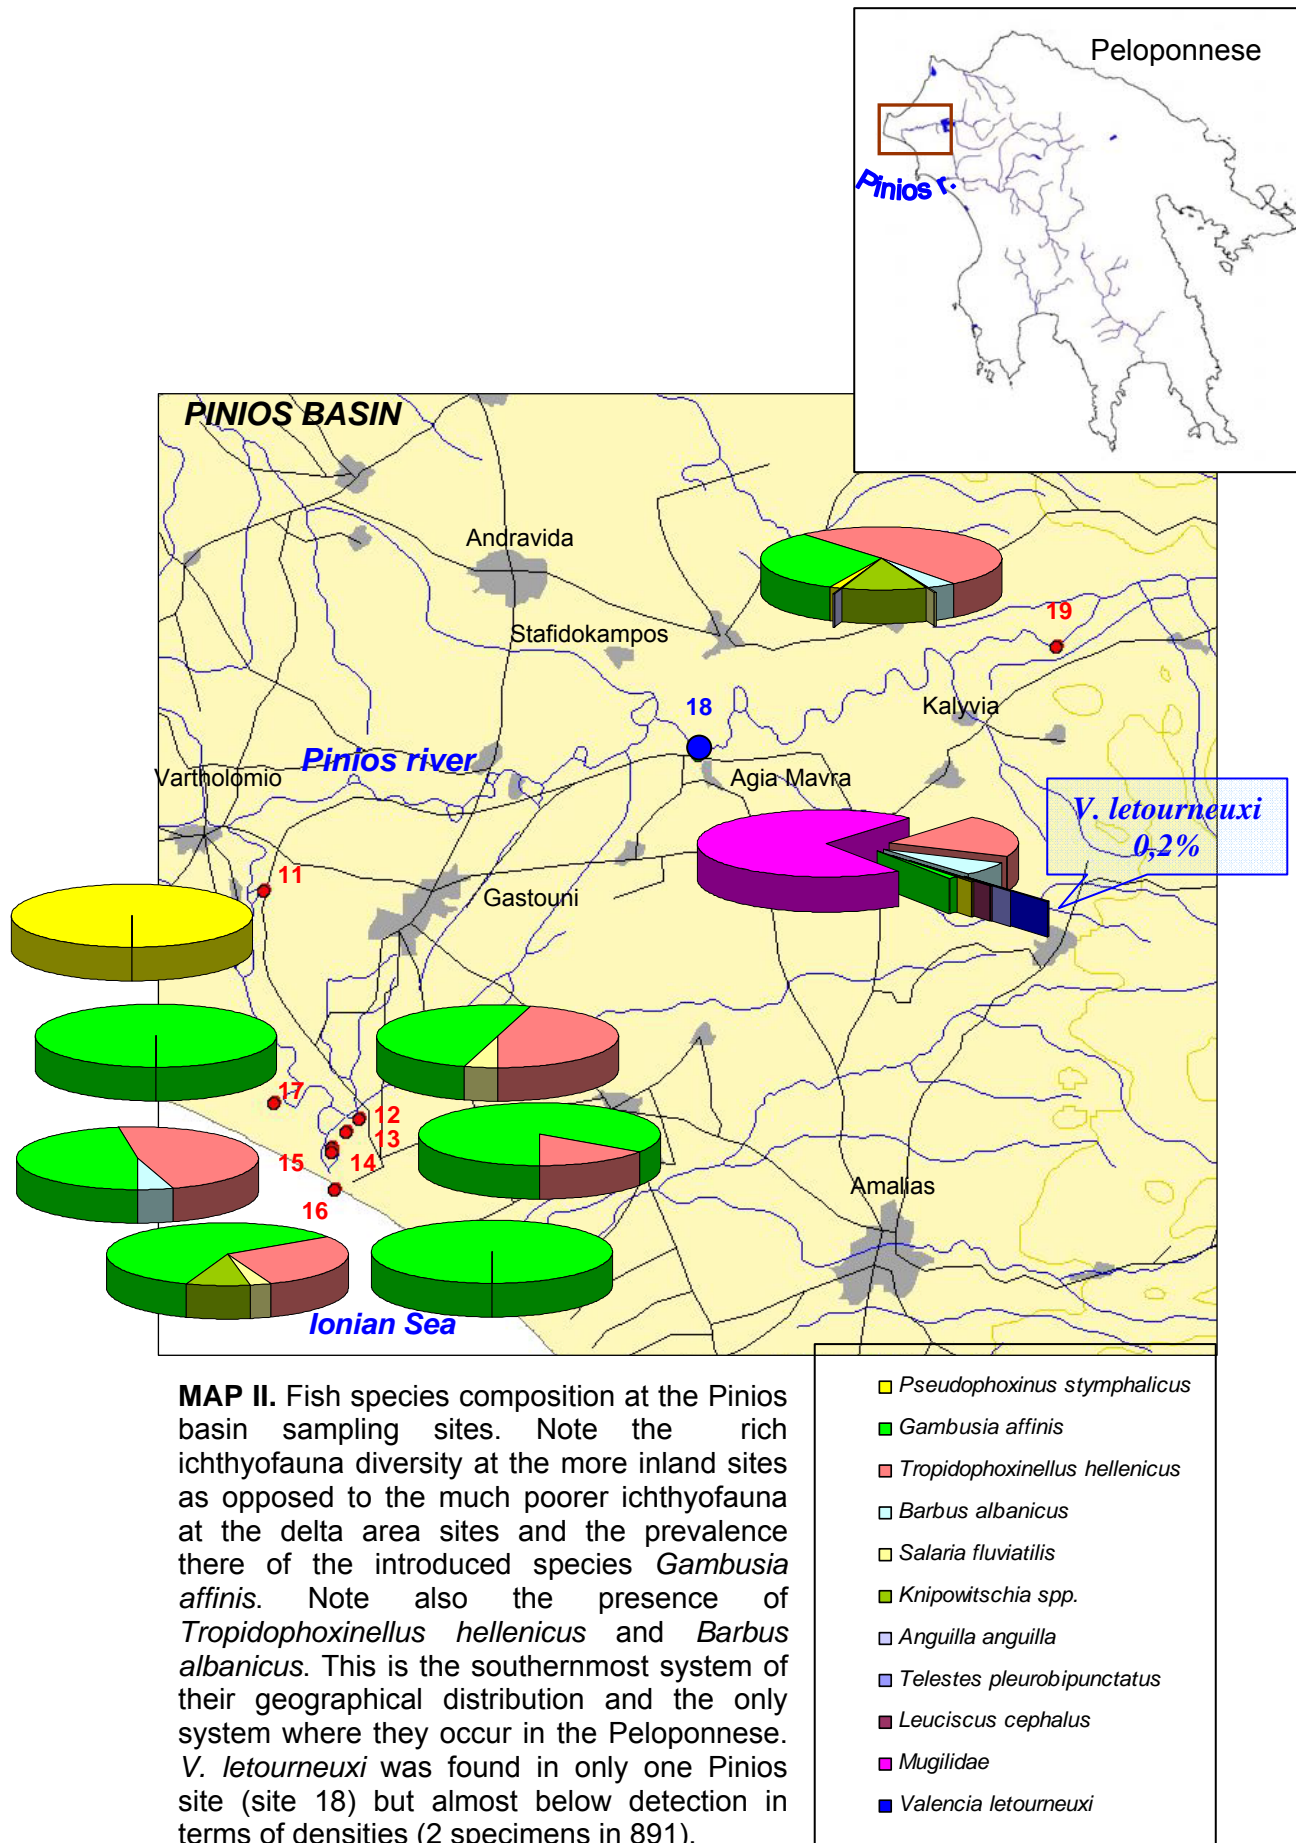 Peloponnese
Pinios r.
PINIOS BASIN
Andravida
Stafidokampos
19
18
Kalyvia
Pinios river
Vartholomio
Agia Mavra
V. letourneuxi
0,2%
11
Gastouni
17
12
13
15
14
16
Amalias
Ionian Sea
MAP II. Fish species composition at the Pinios
basin sampling sites. Note the rich
ichthyofauna diversity at the more inland sites
as opposed to the much poorer ichthyofauna
at the delta area sites and the prevalence
there of the introduced species Gambusia
affinis. Note also the presence of
Tropidophoxinellus hellenicus and Barbus
albanicus. This is the southernmost system of
their geographical distribution and the only
system where they occur in the Peloponnese.
V. letourneuxi was found in only one Pinios
site (site 18) but almost below detection in
terms of densities (2 specimens in 891).
Pseudophoxinus stymphalicus
Gambusia affinis
Tropidophoxinellus hellenicus
Barbus albanicus
Salaria fluviatilis
Knipowitschia spp.
Anguilla anguilla
Telestes pleurobipunctatus
Leuciscus cephalus
Mugilidae
Valencia letourneuxi